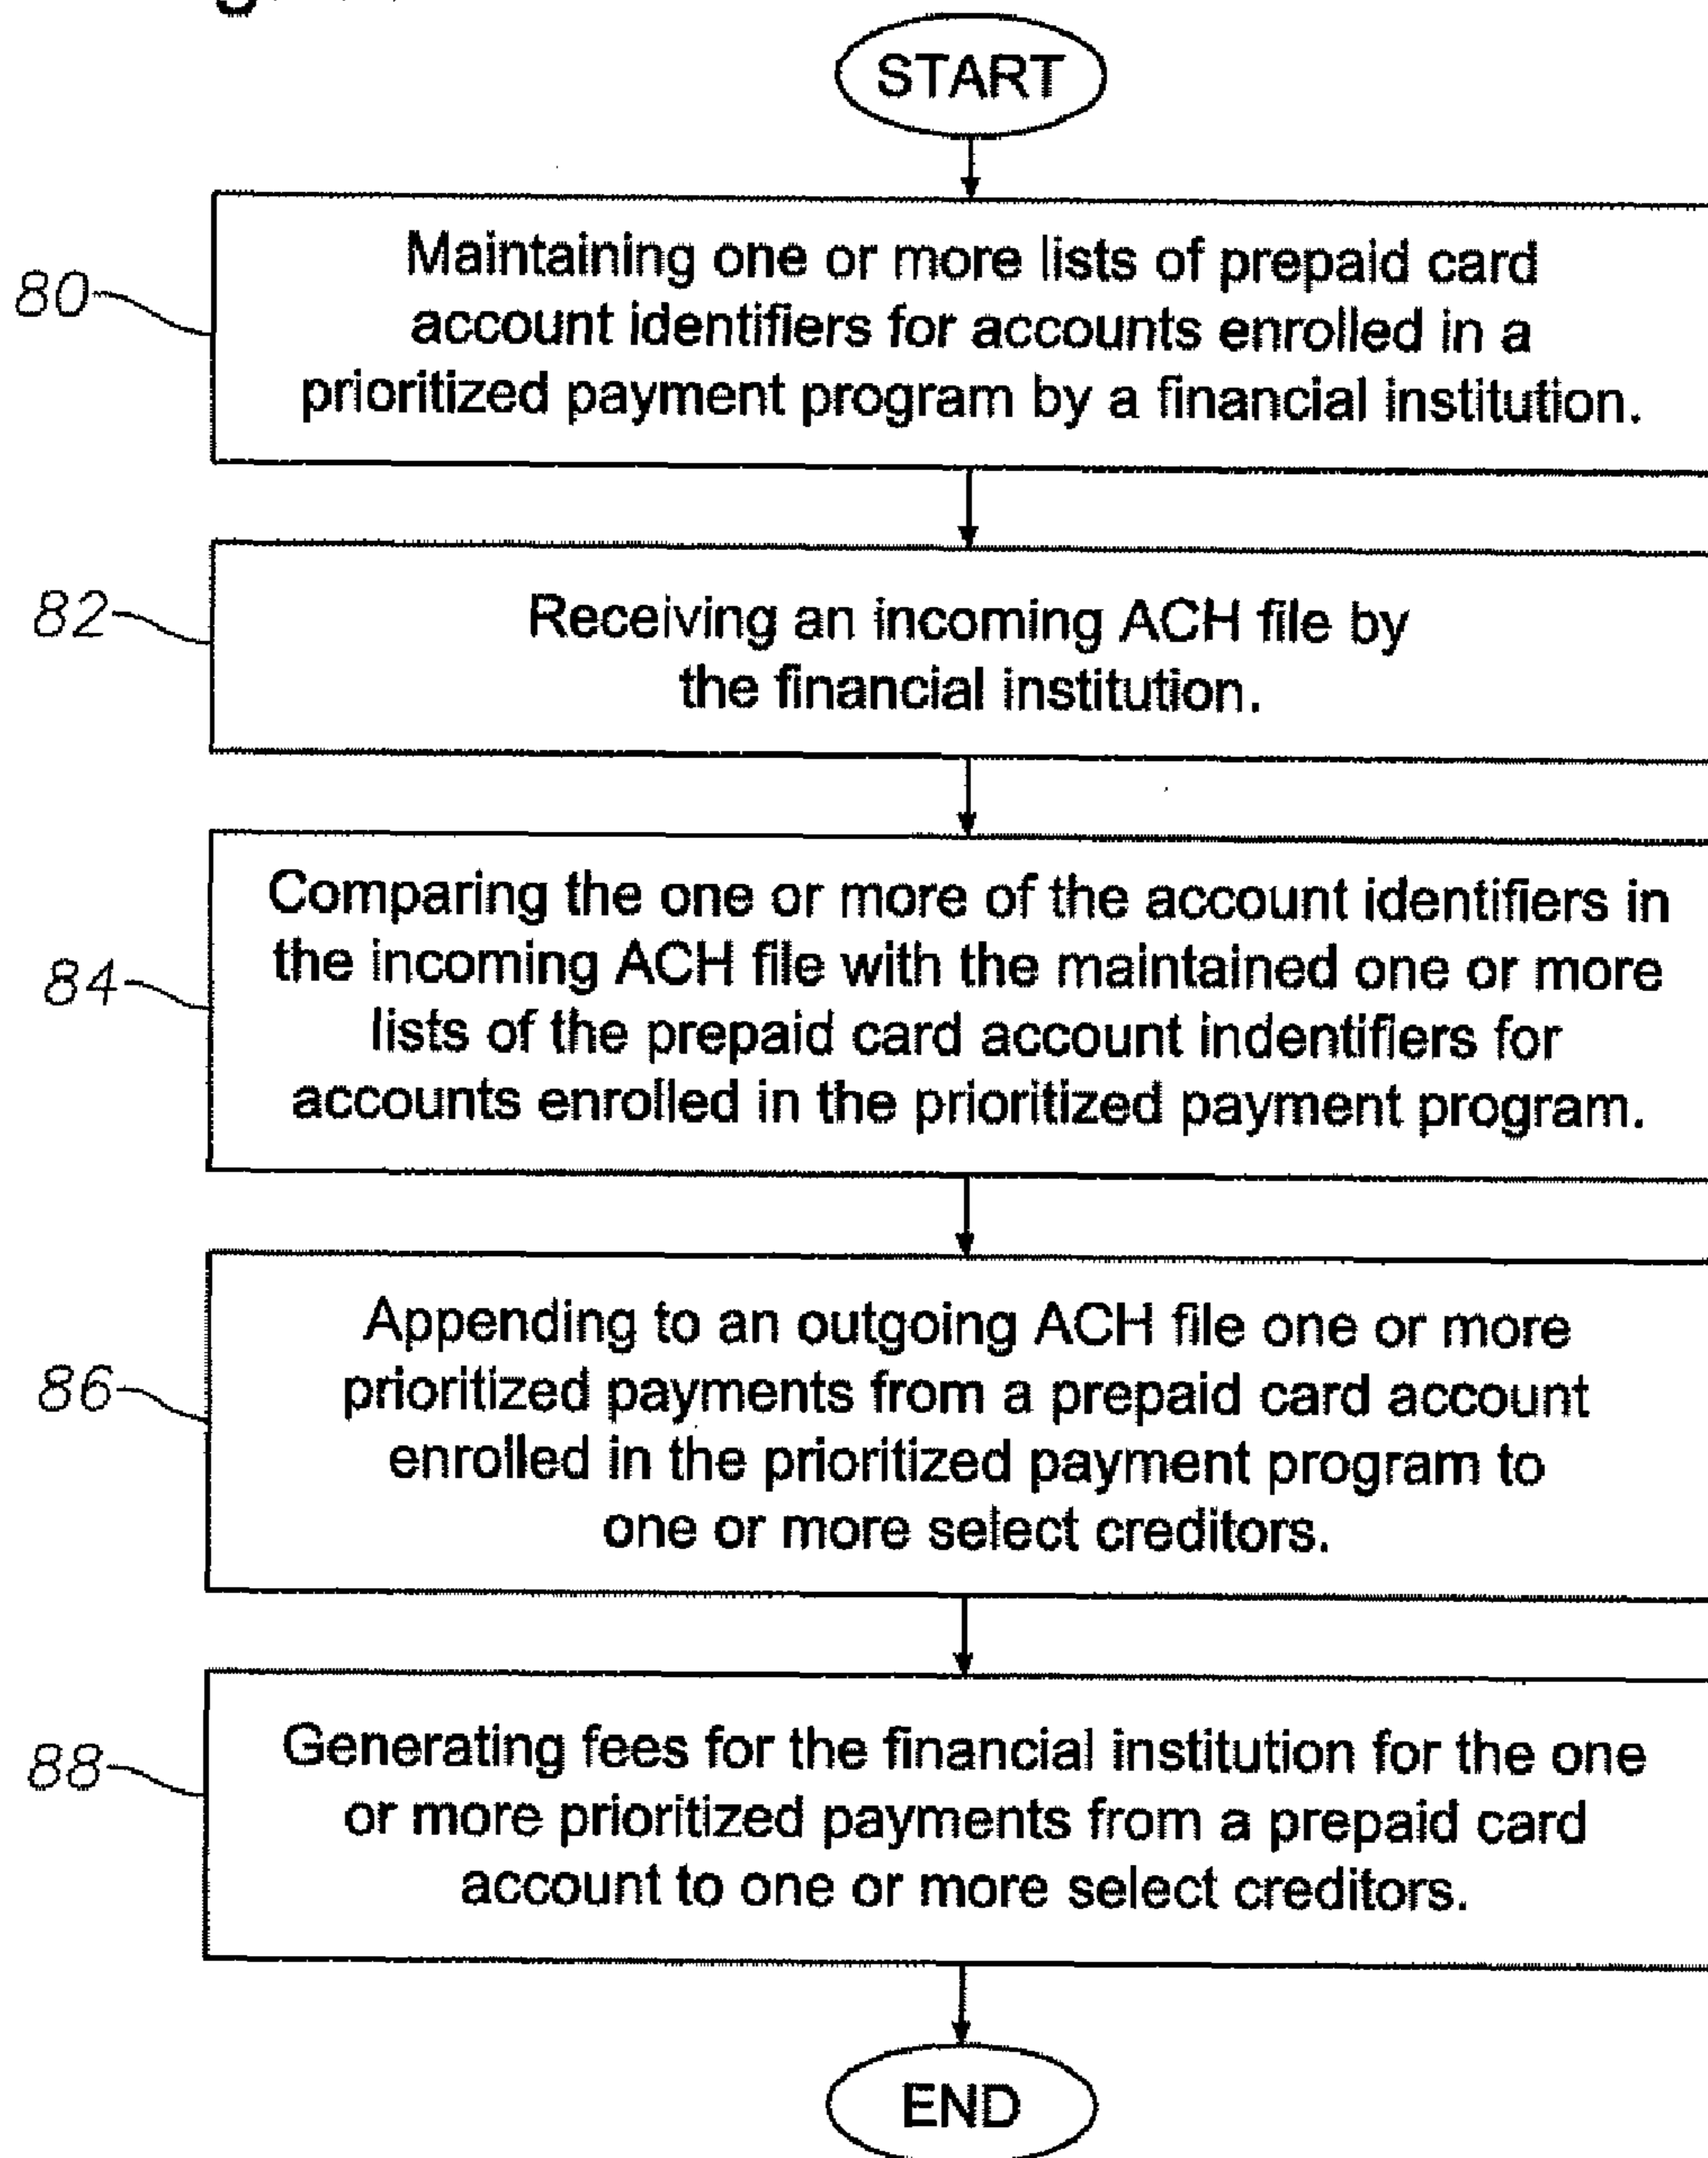 START
80
Maintaining one or more lists of prepaid card
account identifiers for accounts enrolled in a
prioritized payment program by a financial institution.
82
Receiving an incoming ACH file by
the financial institution.
84
Comparing the one or more of the account identifiers in
the incoming ACH file with the maintained one or more
lists of the prepaid card account indentifiers for
accounts enrolled in the prioritized payment program.
86
Appending to an outgoing ACH file one or more
prioritized payments from a prepaid card account
enrolled in the prioritized payment program to
one or more select creditors.
88
Generating fees for the financial institution for the one
or more prioritized payments from a prepaid card
account to one or more select creditors.
END